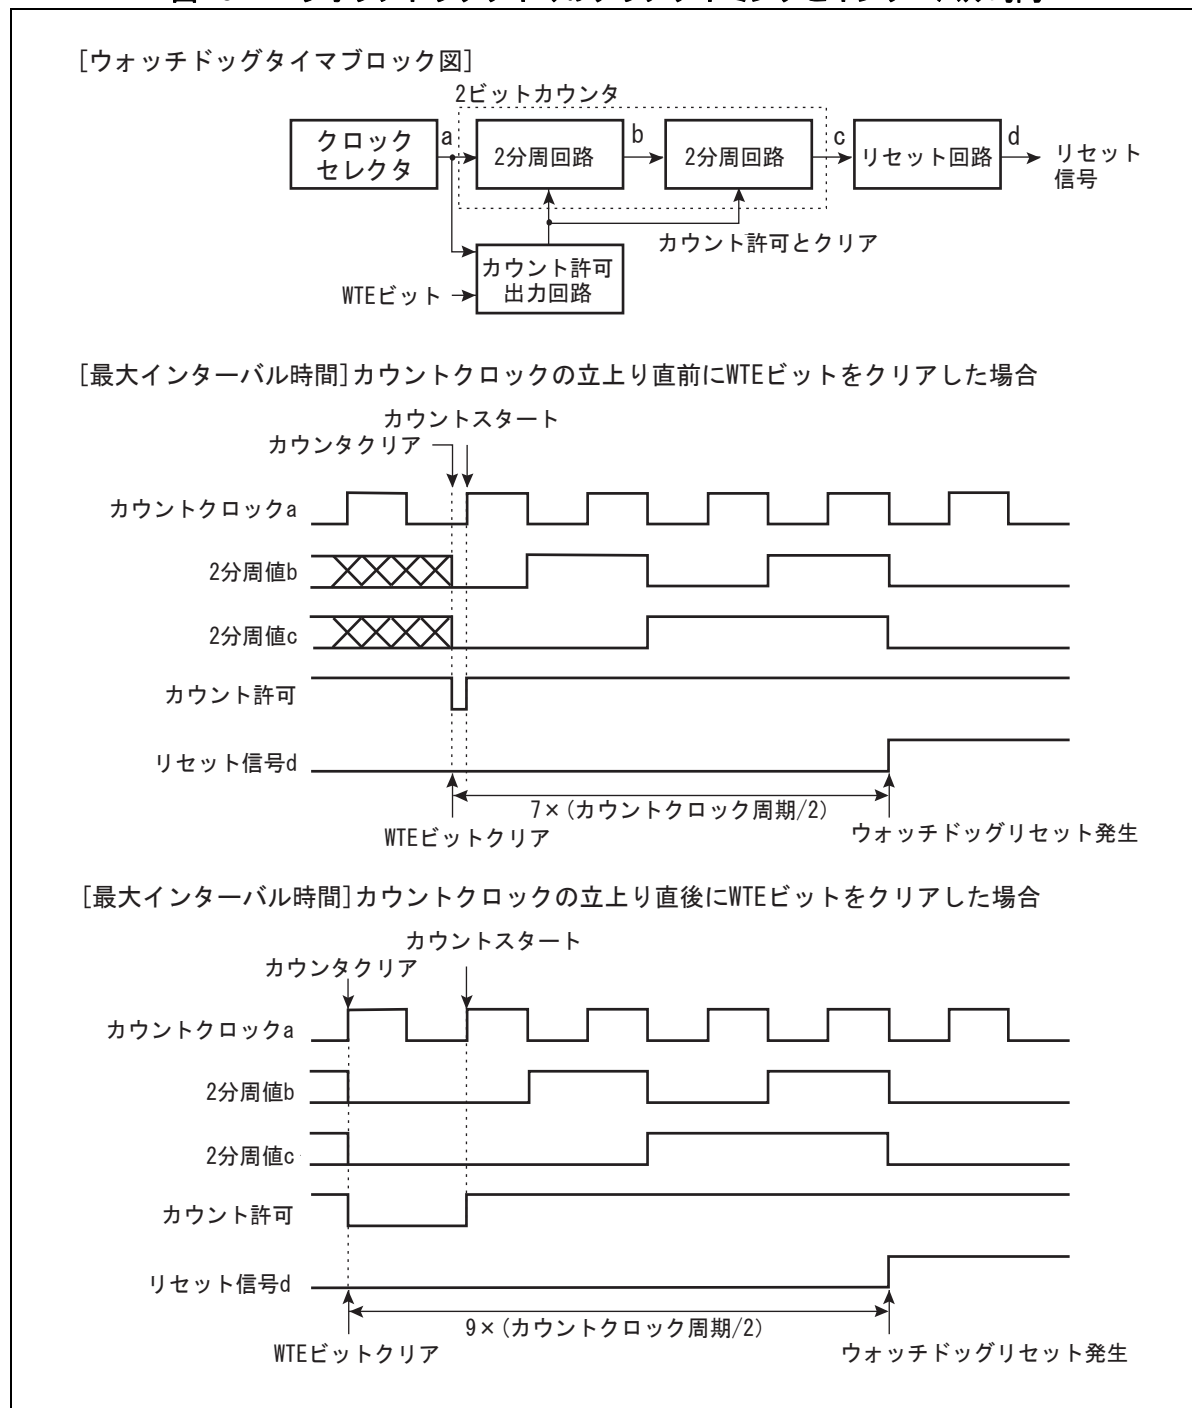 [ウォッチドッグタイマブロック図]
2ビットカウンタ
クロック
セレクタ
a
2分周回路
b
2分周回路
c
リセット回路
d
リセット
信号
カウント許可とクリア
カウント許可
出力回路
WTEビット
[最大インターバル時間]カウントクロックの立上り直前にWTEビットをクリアした場合
カウントスタート
カウンタクリア
カウントクロックa
2分周値b
2分周値c
カウント許可
リセット信号d
7×(カウントクロック周期/2)
WTEビットクリア
ウォッチドッグリセット発生
[最大インターバル時間]カウントクロックの立上り直後にWTEビットをクリアした場合
カウントスタート
カウンタクリア
カウントクロックa
2分周値b
2分周値c
カウント許可
リセット信号d
9×(カウントクロック周期/2)
WTEビットクリア
ウォッチドッグリセット発生